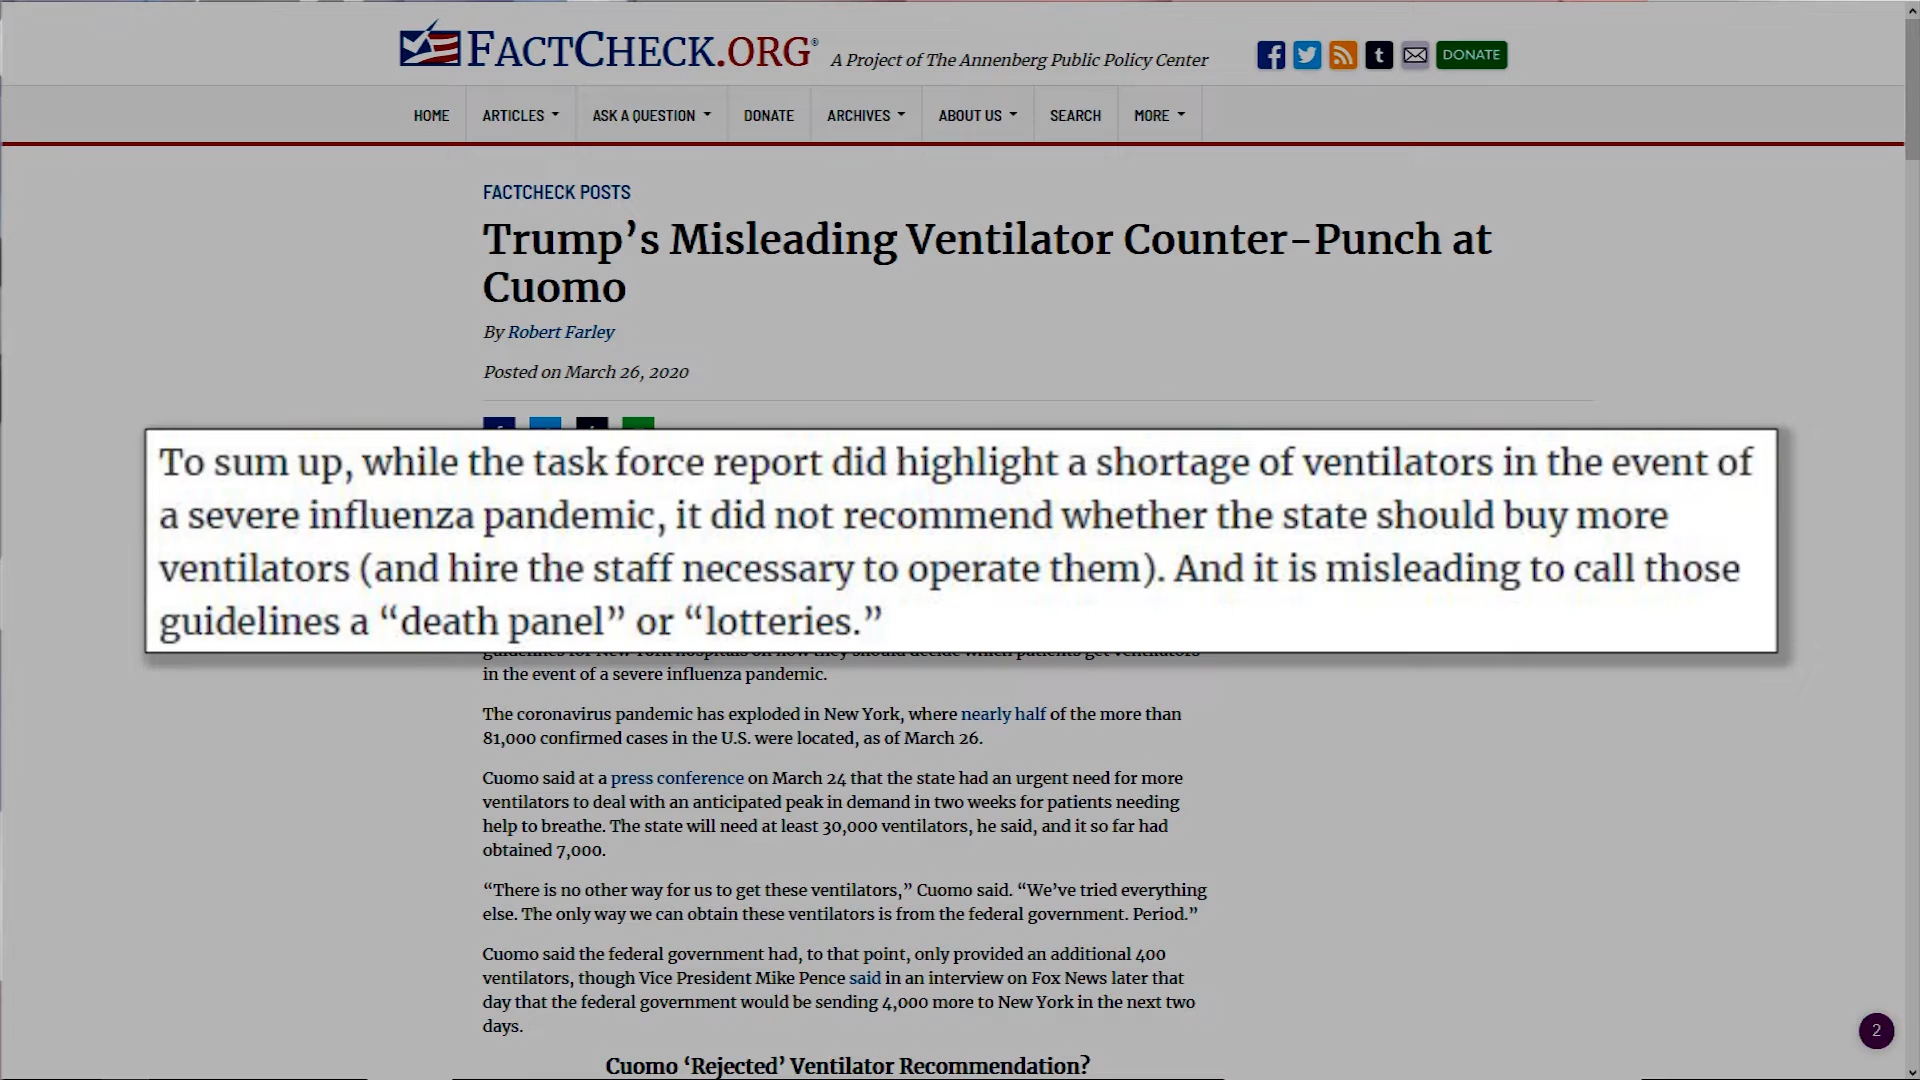 FACTCHECK.ORG® A Project of The Annenberg Public Policy Center
DONATE
HOME ARTICLES ASK A QUESTION DONATE ARCHIVES ABOUT US SEARCH MORE
FACTCHECK POSTS
Trump’s Misleading Ventilator Counter-Punch at
Cuomo
By Robert Farley
Posted on March 26, 2020
To sum up, while the task force report did highlight a shortage of ventilators in the event of
a severe influenza pandemic, it did not recommend whether the state should buy more
ventilators (and hire the staff necessary to operate them). And it is misleading to call those
guidelines a “death panel” or “lotteries.”
in the event of a severe influenza pandemic.
The coronavirus pandemic has exploded in New York, where nearly half of the more than
81,000 confirmed cases in the U.S. were located, as of March 26.
Cuomo said at a press conference on March 24 that the state had an urgent need for more
ventilators to deal with an anticipated peak in demand in two weeks for patients needing
help to breathe. The state will need at least 30,000 ventilators, he said, and it so far had
obtained 7,000.
“There is no other way for us to get these ventilators,” Cuomo said. “We’ve tried everything
else. The only way we can obtain these ventilators is from the federal government. Period.”
Cuomo said the federal government had, to that point, only provided an additional 400
ventilators, though Vice President Mike Pence said in an interview on Fox News later that
day that the federal government would be sending 4,000 more to New York in the next two
days.
2
Cuomo ‘Rejected’ Ventilator Recommendation?